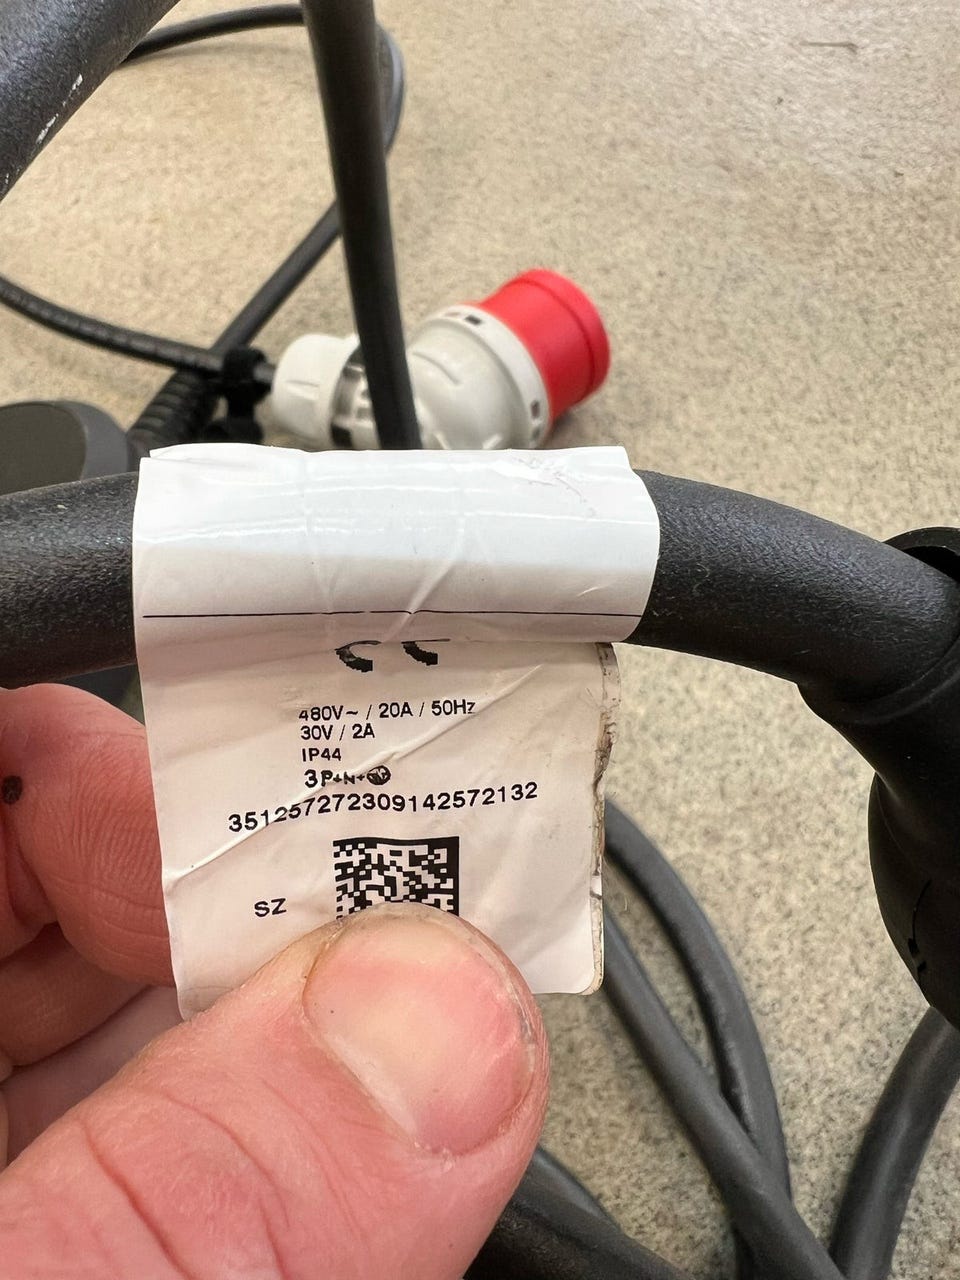 CE
480V~ / 20A / 50Hz
30V / 2A
IP44
3P+N+
351257272309142572132
SZ